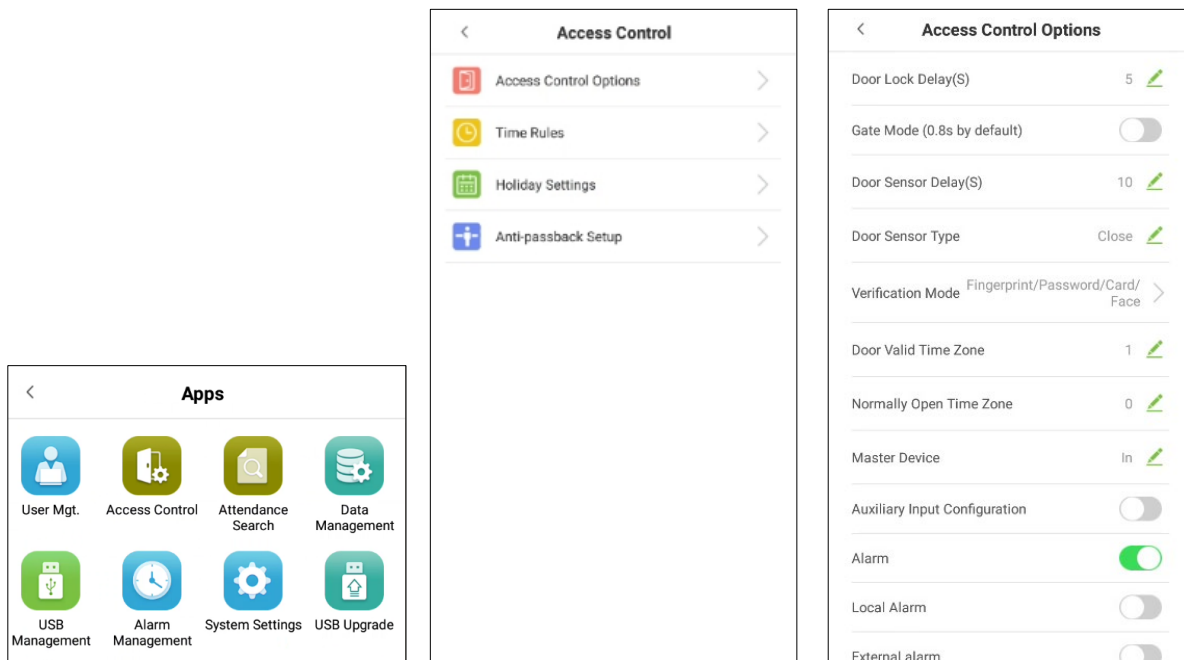 Apps
User Mgt.
Access Control
Attendance
Search
Data
Management
USB
Management
Alarm
Management
System Settings
USB Upgrade
Access Control
Access Control Options
Time Rules
Holiday Settings
Anti-passback Setup
Access Control Options
Door Lock Delay(S) 5
Gate Mode (0.8s by default)
Door Sensor Delay(S) 10
Door Sensor Type Close
Verification Mode Fingerprint/Password/Card/
Face
Door Valid Time Zone 1
Normally Open Time Zone 0
Master Device In
Auxiliary Input Configuration
Alarm
Local Alarm
External alarm